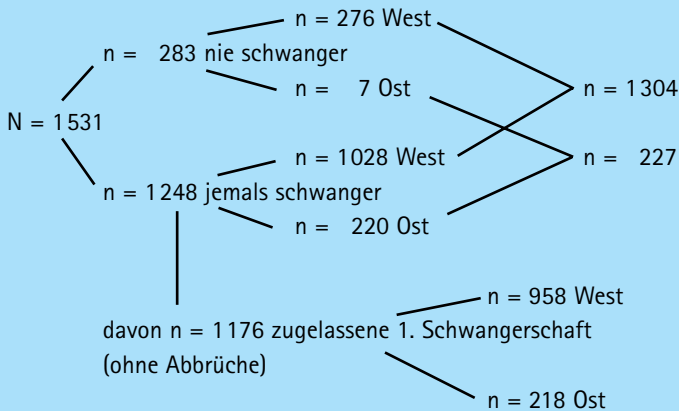 n = 276 West
n = 283 nie schwanger
n = 7 Ost
n = 1304
N = 1531
n = 1028 West
n = 227
n = 1248 jemals schwanger
n = 220 Ost
n = 958 West
davon n = 1176 zugelassene 1. Schwangerschaft
(ohne Abbrüche)
n = 218 Ost